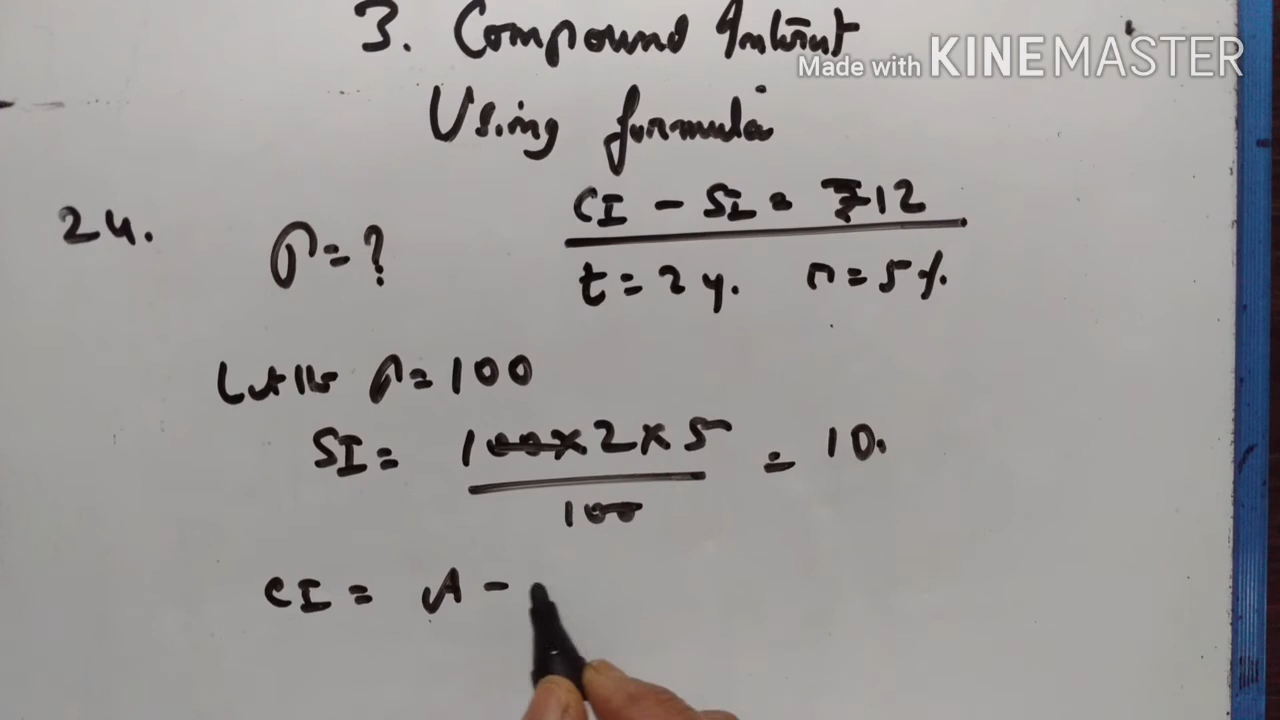 3. Compound Interest
Made with KINEMASTER
Using formula
24. P = ? CI - SI = ₹12
t = 2 y. r = 5 %.
Let the P = 100
SI = 100 x 2 x 5 = 10.
100
CI = A -